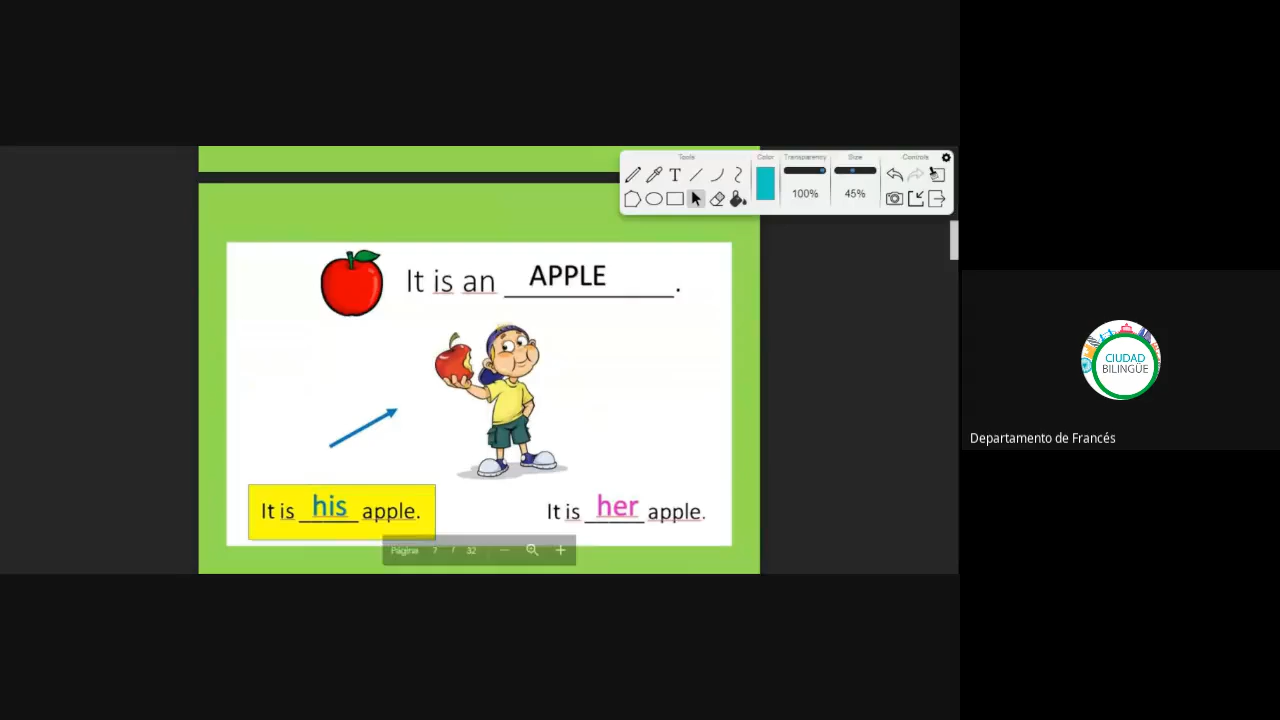 Tools
Color
Transparency
Size
Controls
T
100%
45%
It is an APPLE.
It is his apple.
It is her apple.
Página 7 / 32
CIUDAD
BILINGÜE
Departamento de Francés